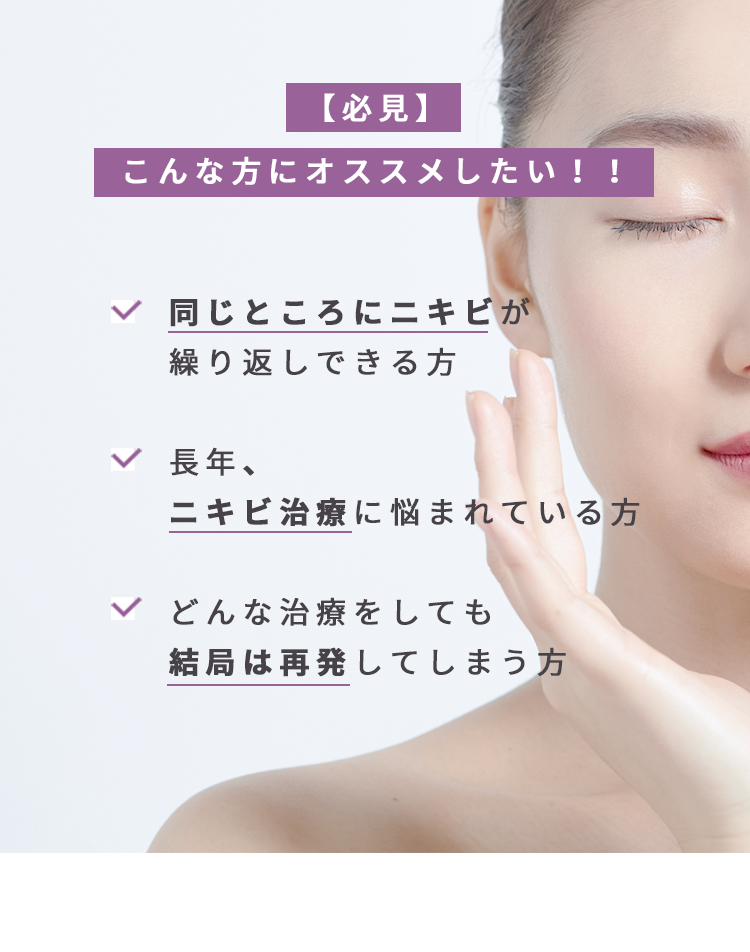 【必見】
こんな方にオススメしたい！！
同じところにニキビが
繰り返しできる方
長年、
ニキビ治療に悩まれている方
どんな治療をしても
結局は再発してしまう方